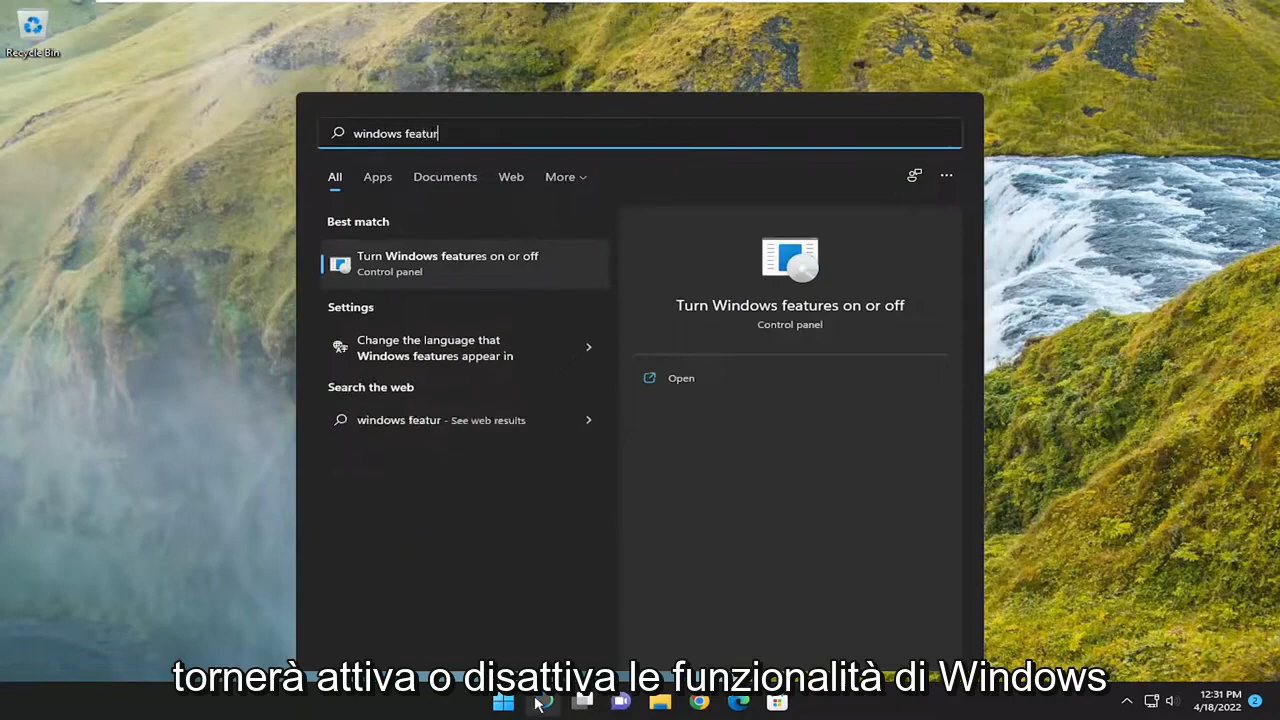 Recycle Bin
windows featur
All Apps Documents Web More
Best match
Turn Windows features on or off
Control panel
Settings
Change the language that
Windows features appear in
Search the web
windows featur - See web results
Turn Windows features on or off
Control panel
Open
tornerà attiva o disattiva le funzionalità di Windows
12:31 PM
4/18/2022
2